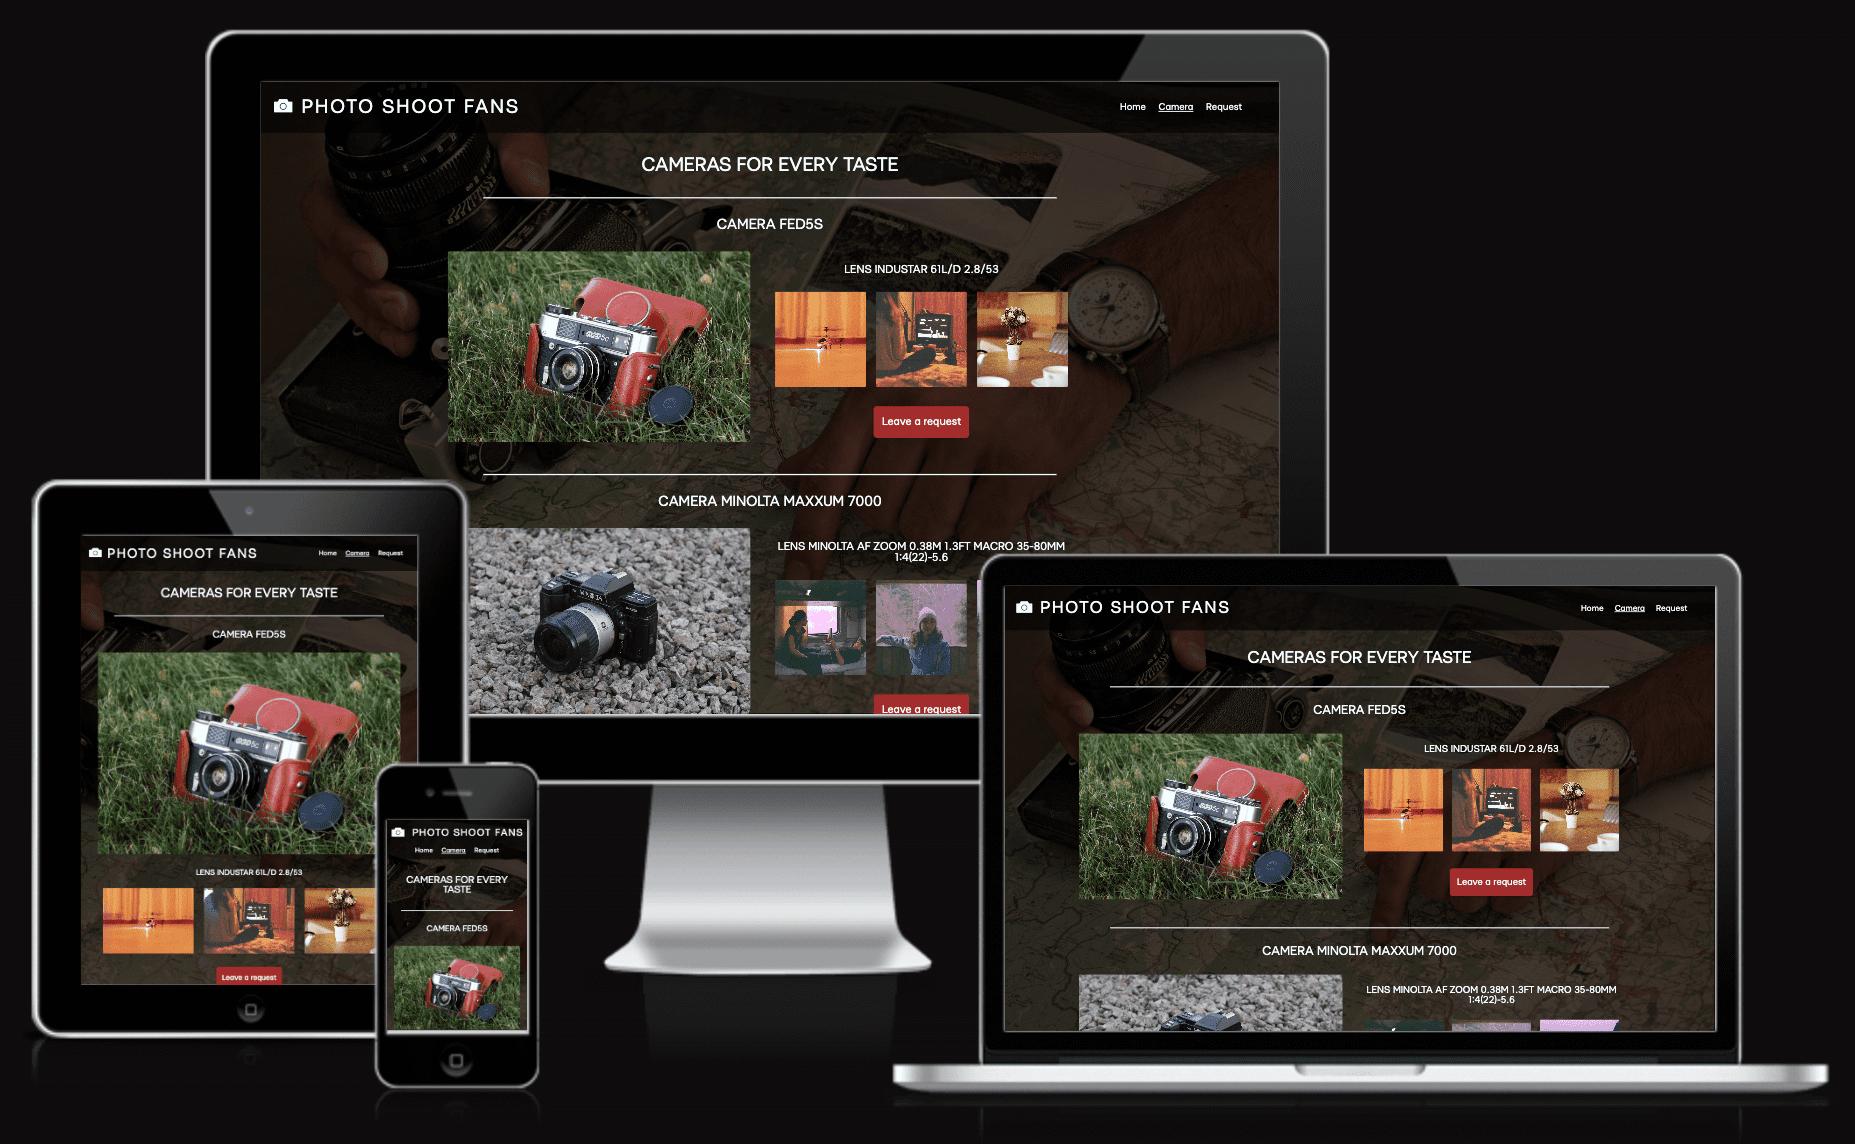 PHOTO SHOOT FANS
Home Camera Request
CAMERAS FOR EVERY TASTE
CAMERA FED5S
LENS INDUSTAR 61L/D 2.8/53
Leave a request
CAMERA MINOLTA MAXXUM 7000
LENS MINOLTA AF ZOOM 0.38M 1.3FT MACRO 35-80MM
1:4(22)-5.6
Leave a request
PHOTO SHOOT FANS
Home Camera Request
CAMERAS FOR EVERY TASTE
CAMERA FED5S
LENS INDUSTAR 61L/D 2.8/53
Leave a request
PHOTO SHOOT FANS
Home Camera Request
CAMERAS FOR EVERY
TASTE
CAMERA FED5S
PHOTO SHOOT FANS
Home Camera Request
CAMERAS FOR EVERY TASTE
CAMERA FED5S
LENS INDUSTAR 61L/D 2.8/53
Leave a request
CAMERA MINOLTA MAXXUM 7000
LENS MINOLTA AF ZOOM 0.38M 1.3FT MACRO 35-80MM
1:4(22)-5.6